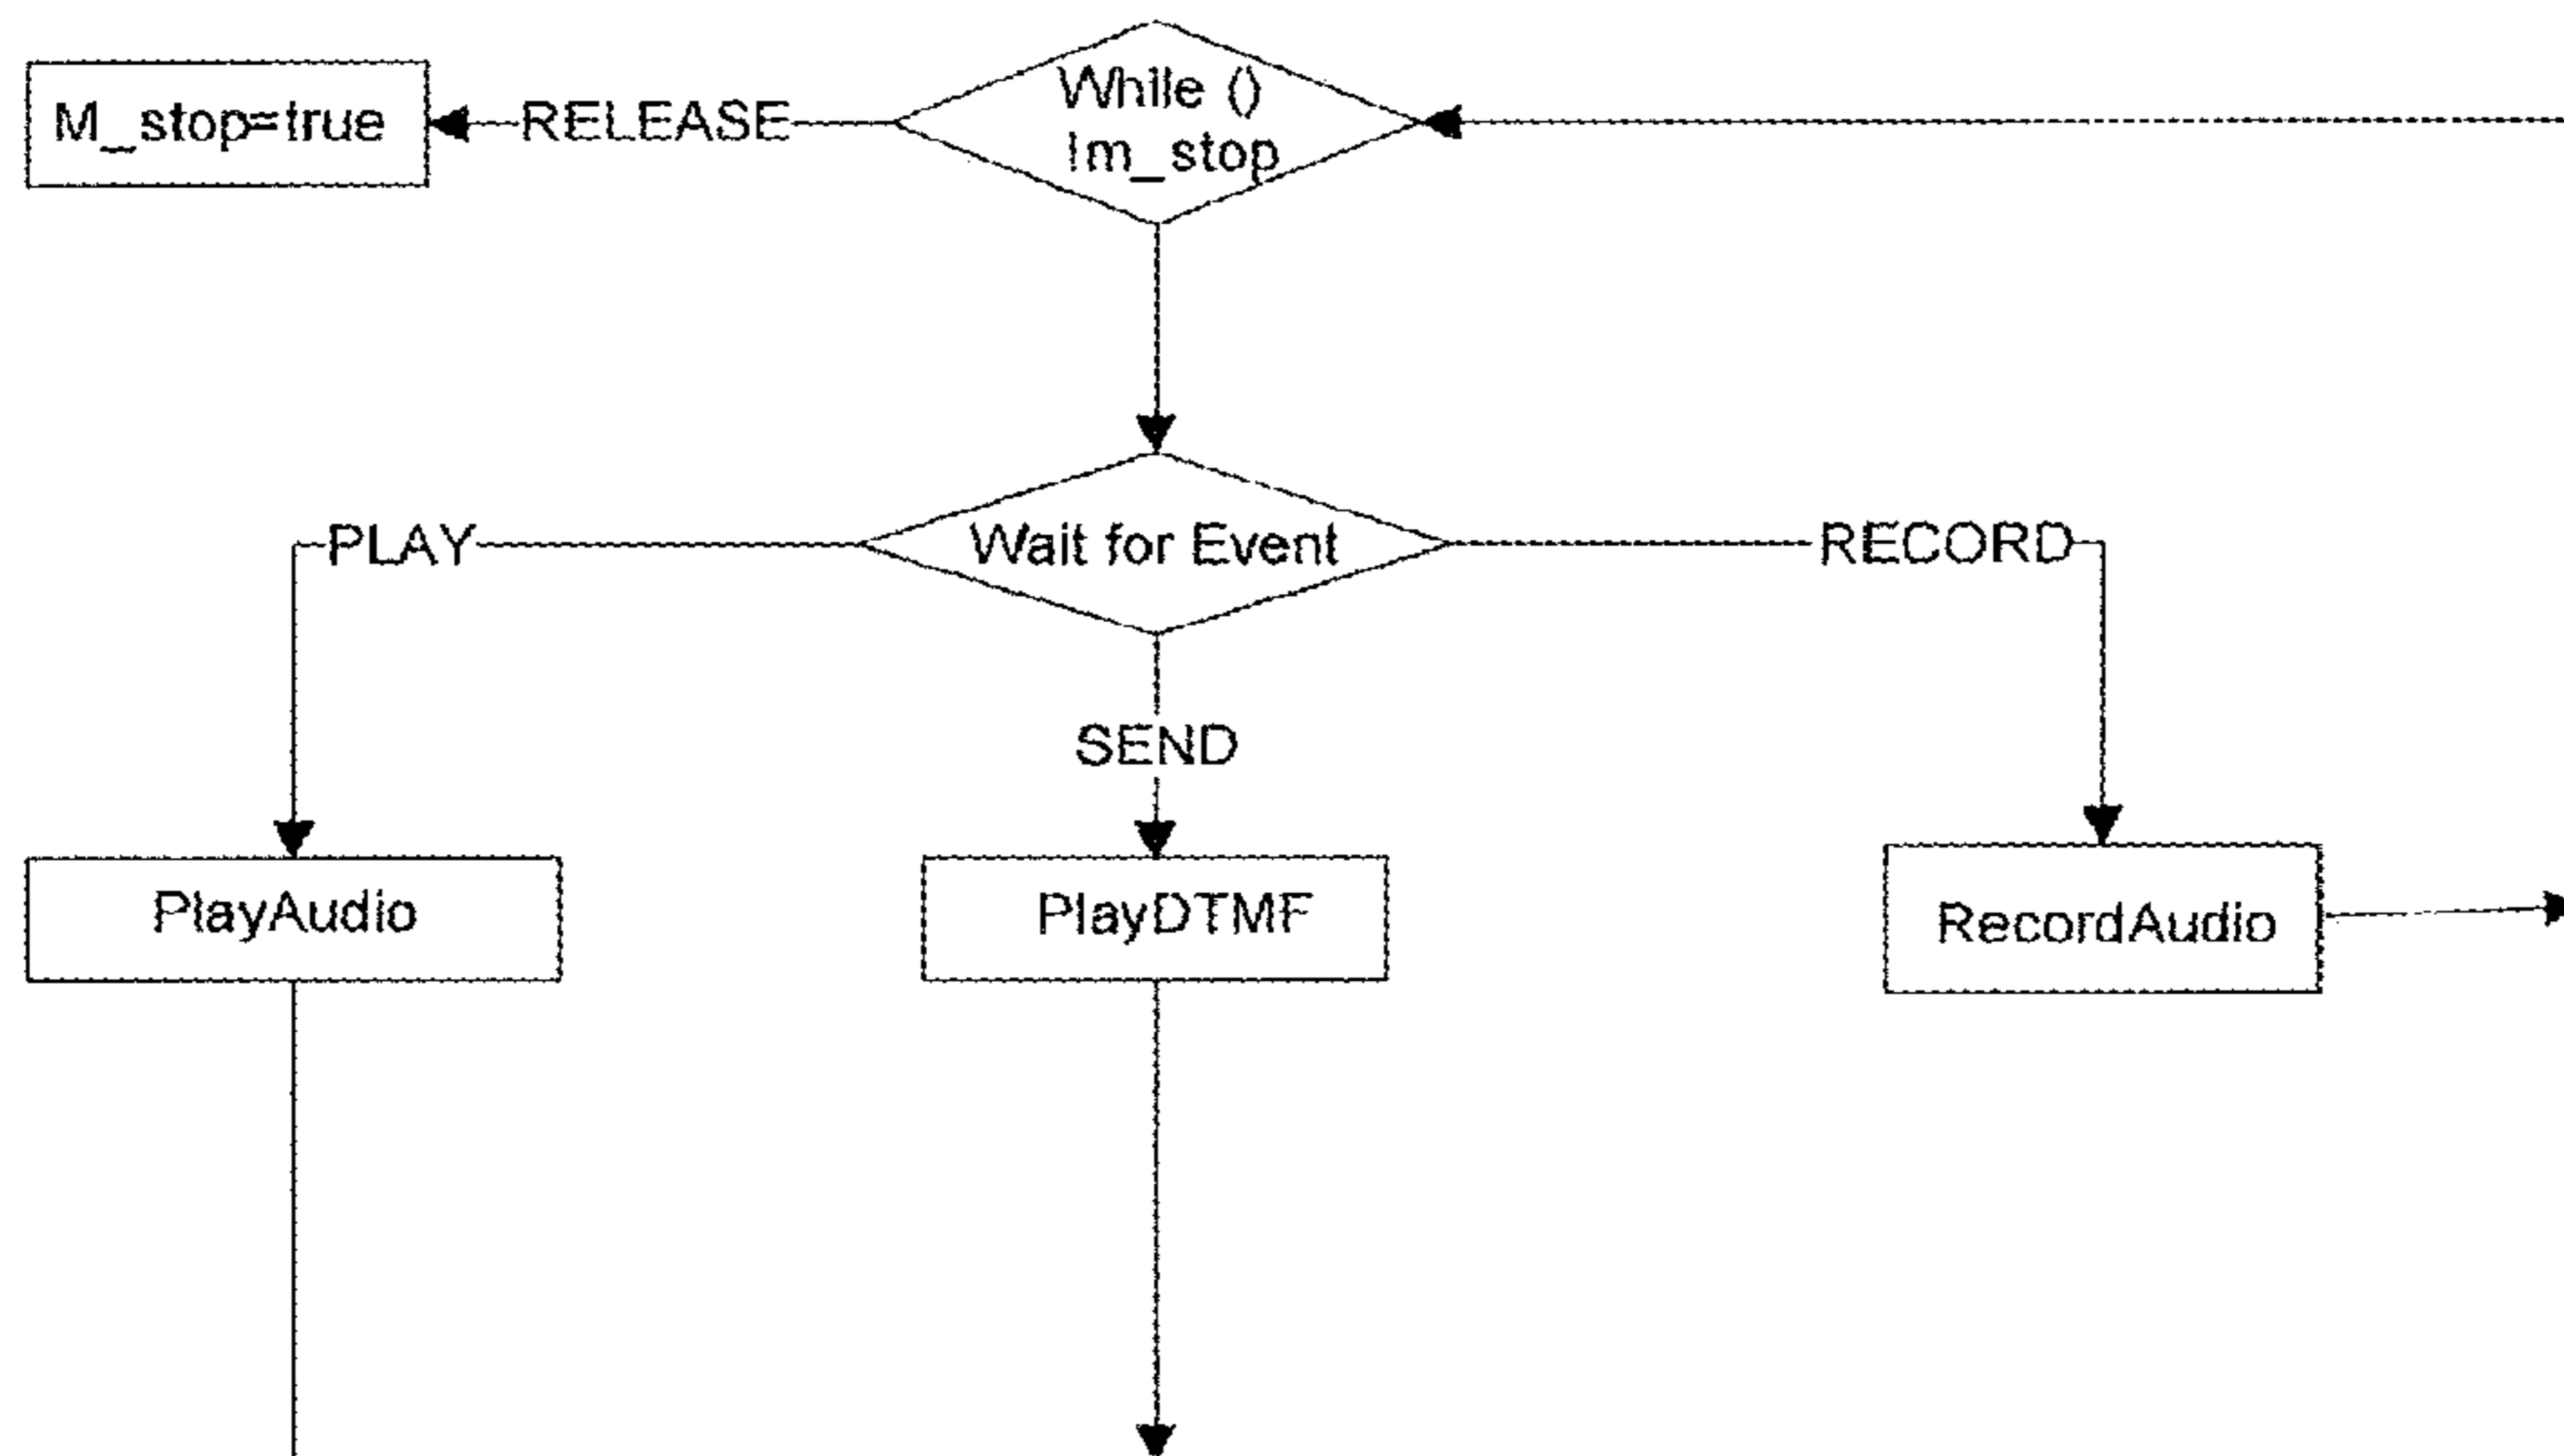 While ()
!m_stop
M_stop=true
RELEASE
Wait for Event
PLAY
RECORD
SEND
PlayAudio
PlayDTMF
RecordAudio